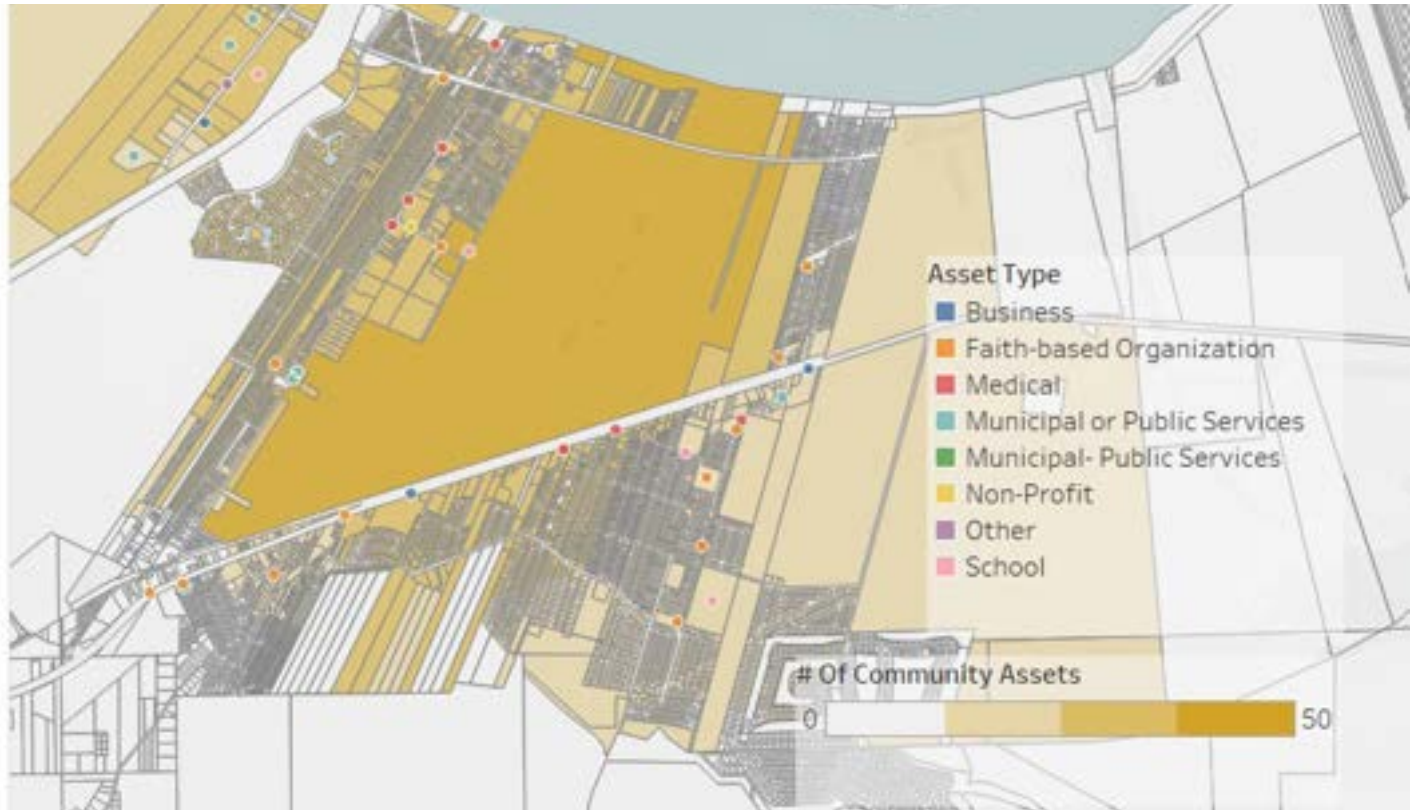 Asset Type
Business
Faith-based Organization
Medical
Municipal or Public Services
Municipal- Public Services
Non-Profit
Other
School
# Of Community Assets
0
50